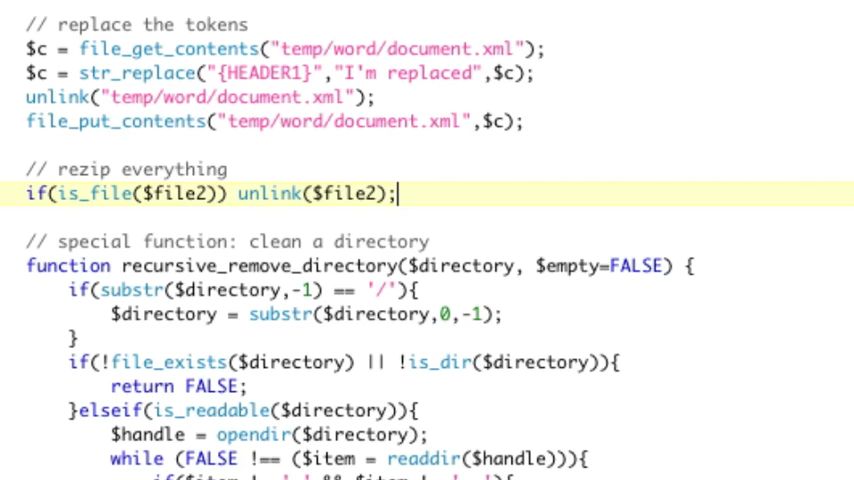 // replace the tokens
$c = file_get_contents("temp/word/document.xml");
$c = str_replace("{HEADER1}","I'm replaced",$c);
unlink("temp/word/document.xml");
file_put_contents("temp/word/document.xml",$c);
// rezip everything
if(is_file($file2)) unlink($file2);
// special function: clean a directory
function recursive_remove_directory($directory, $empty=FALSE) {
if(substr($directory,-1) == '/'){
$directory = substr($directory,0,-1);
}
if(!file_exists($directory) || !is_dir($directory)){
return FALSE;
}elseif(is_readable($directory)){
$handle = opendir($directory);
while (FALSE !== ($item = readdir($handle))){